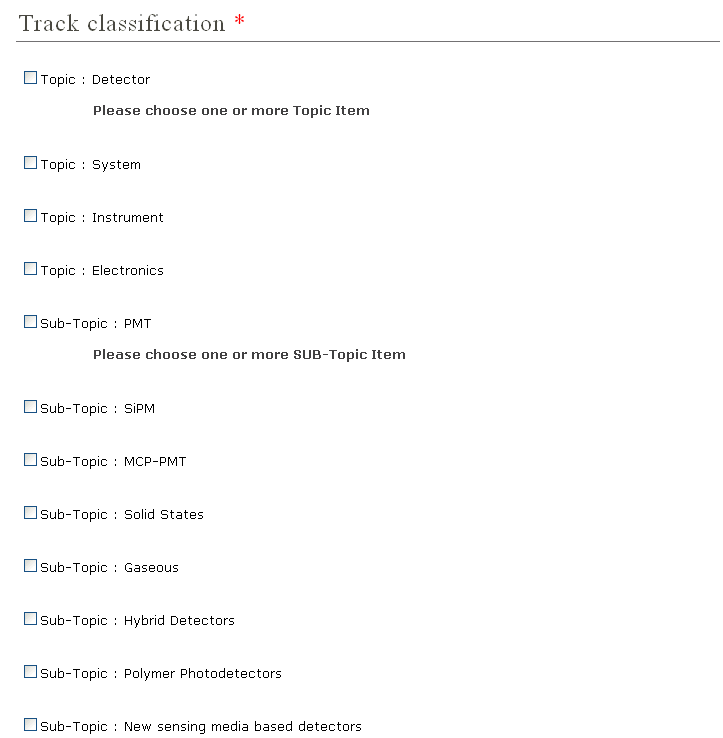 Track classification *
Topic : Detector
Please choose one or more Topic Item
Topic : System
Topic : Instrument
Topic : Electronics
Sub-Topic : PMT
Please choose one or more SUB-Topic Item
Sub-Topic : SiPM
Sub-Topic : MCP-PMT
Sub-Topic : Solid States
Sub-Topic : Gaseous
Sub-Topic : Hybrid Detectors
Sub-Topic : Polymer Photodetectors
Sub-Topic : New sensing media based detectors